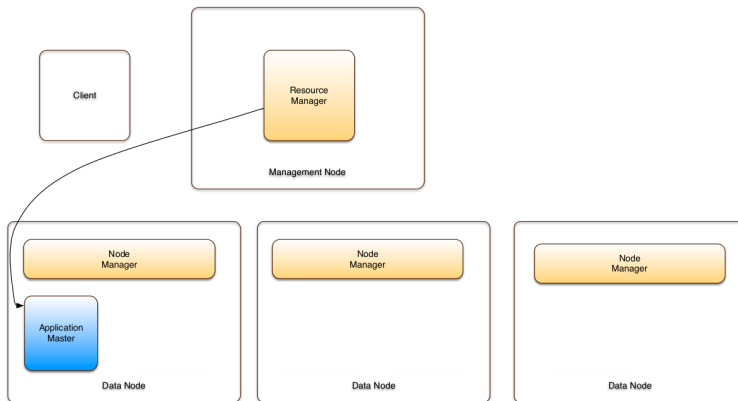 Client
Resource
Manager
Management Node
Node
Manager
Application
Master
Data Node
Node
Manager
Data Node
Node
Manager
Data Node